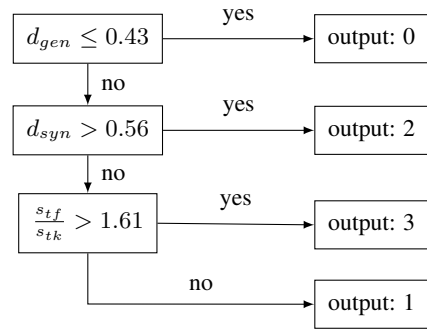 yes
d_gen ≤ 0.43
output: 0
no
yes
d_syn > 0.56
output: 2
no
yes
s_tf / s_tk > 1.61
output: 3
no
output: 1